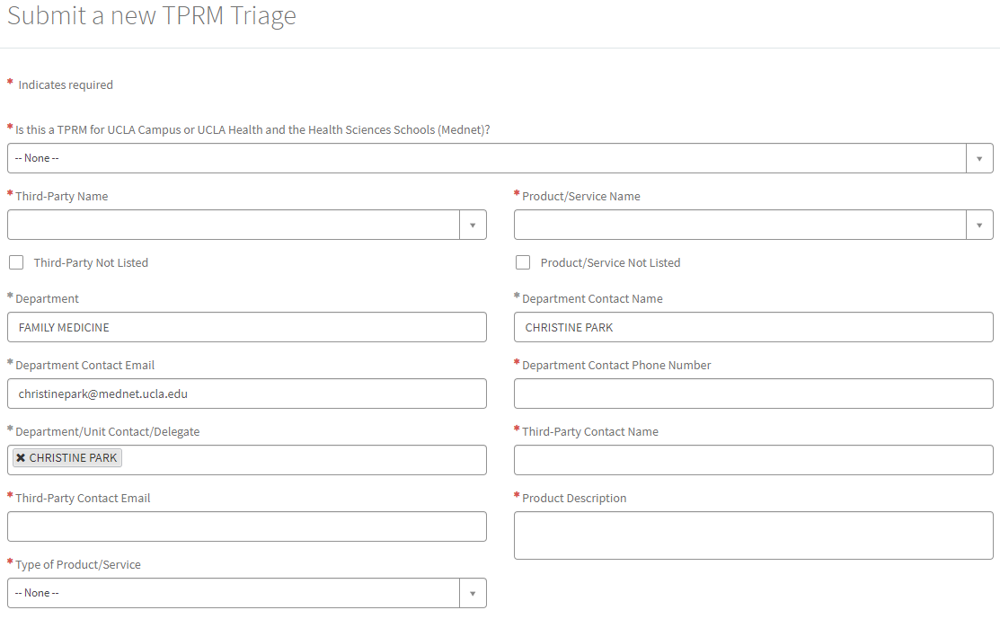 Submit a new TPRM Triage
* Indicates required
* Is this a TPRM for UCLA Campus or UCLA Health and the Health Sciences Schools (Mednet)?
-- None --
* Third-Party Name
* Product/Service Name
Third-Party Not Listed
Product/Service Not Listed
* Department
* Department Contact Name
FAMILY MEDICINE
CHRISTINE PARK
* Department Contact Email
* Department Contact Phone Number
christinepark@mednet.ucla.edu
* Department/Unit Contact/Delegate
* Third-Party Contact Name
✖ CHRISTINE PARK
* Third-Party Contact Email
* Product Description
* Type of Product/Service
-- None --